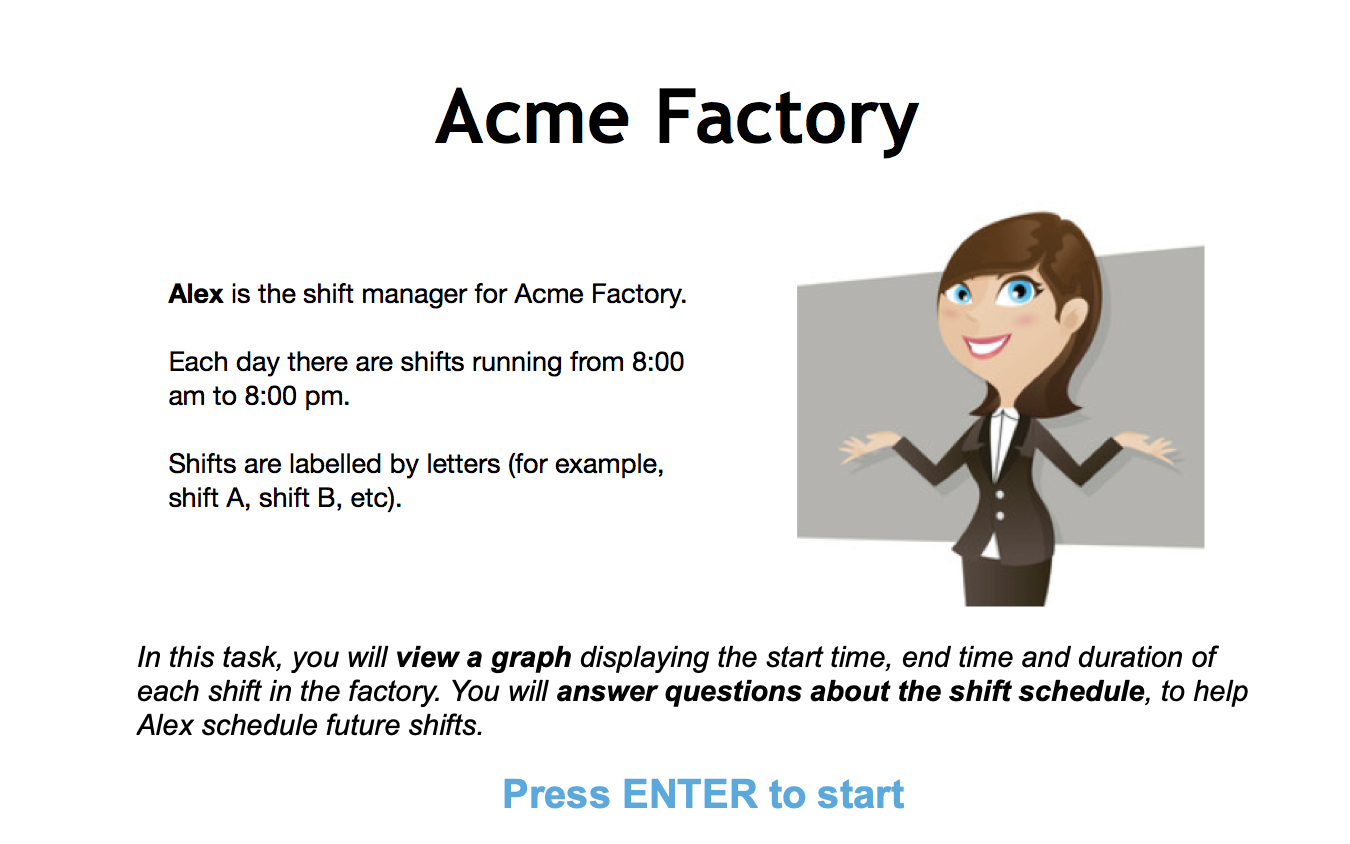 Acme Factory
Alex is the shift manager for Acme Factory.
Each day there are shifts running from 8:00
am to 8:00 pm.
Shifts are labelled by letters (for example,
shift A, shift B, etc).
In this task, you will view a graph displaying the start time, end time and duration of
each shift in the factory. You will answer questions about the shift schedule, to help
Alex schedule future shifts.
Press ENTER to start